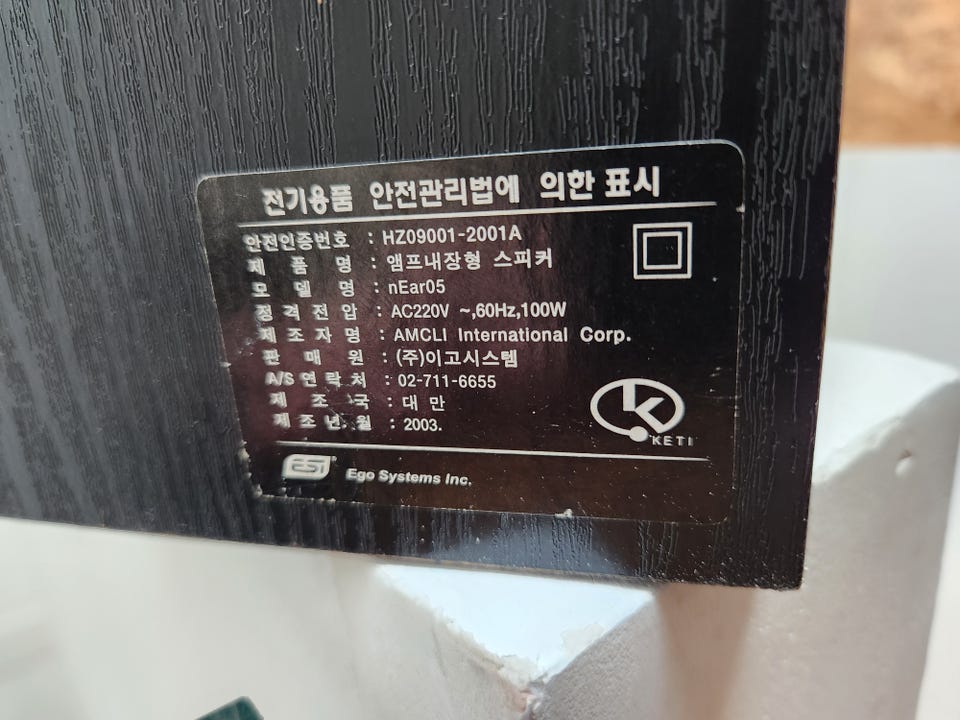 전기용품 안전관리법에 의한 표시
안전인증번호 : HZ09001-2001A
제 품 명 : 앰프내장형 스피커
모 델 명 : nEar05
정 격 전 압 : AC220V ~,60Hz,100W
제 조 자 명 : AMCLI International Corp.
판 매 원 : (주)이고시스템
A/S 연 락 처 : 02-711-6655
제 조 국 : 대 만
제 조 년 월 : 2003.
KETI
ESI Ego Systems Inc.